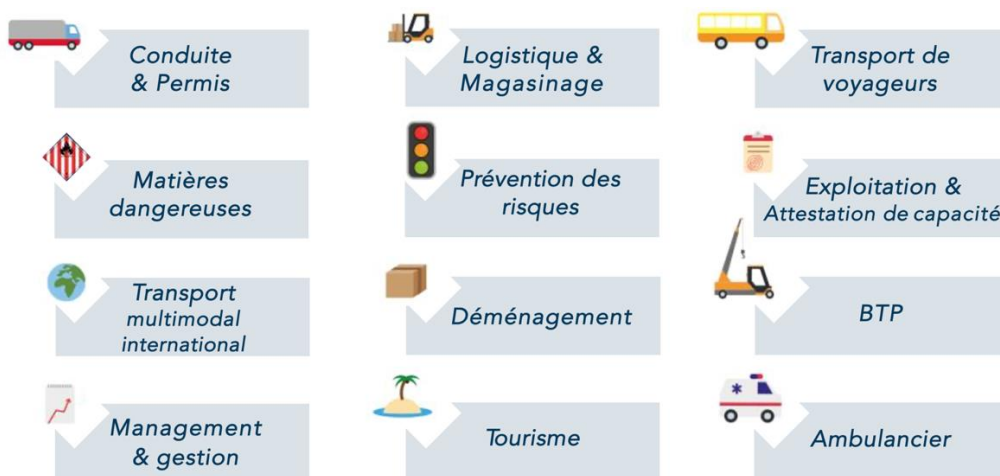 Conduite
& Permis
Logistique &
Magasinage
Transport de
voyageurs
Matières
dangereuses
Prévention des
risques
Exploitation &
Attestation de capacité
Transport
multimodal
international
Déménagement
BTP
Management
& gestion
Tourisme
Ambulancier